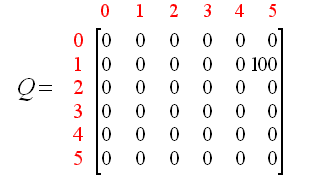 0 1 2 3 4 5
0 0 0 0 0 0 0
1 0 0 0 0 0 100
Q = 2 0 0 0 0 0 0
3 0 0 0 0 0 0
4 0 0 0 0 0 0
5 0 0 0 0 0 0